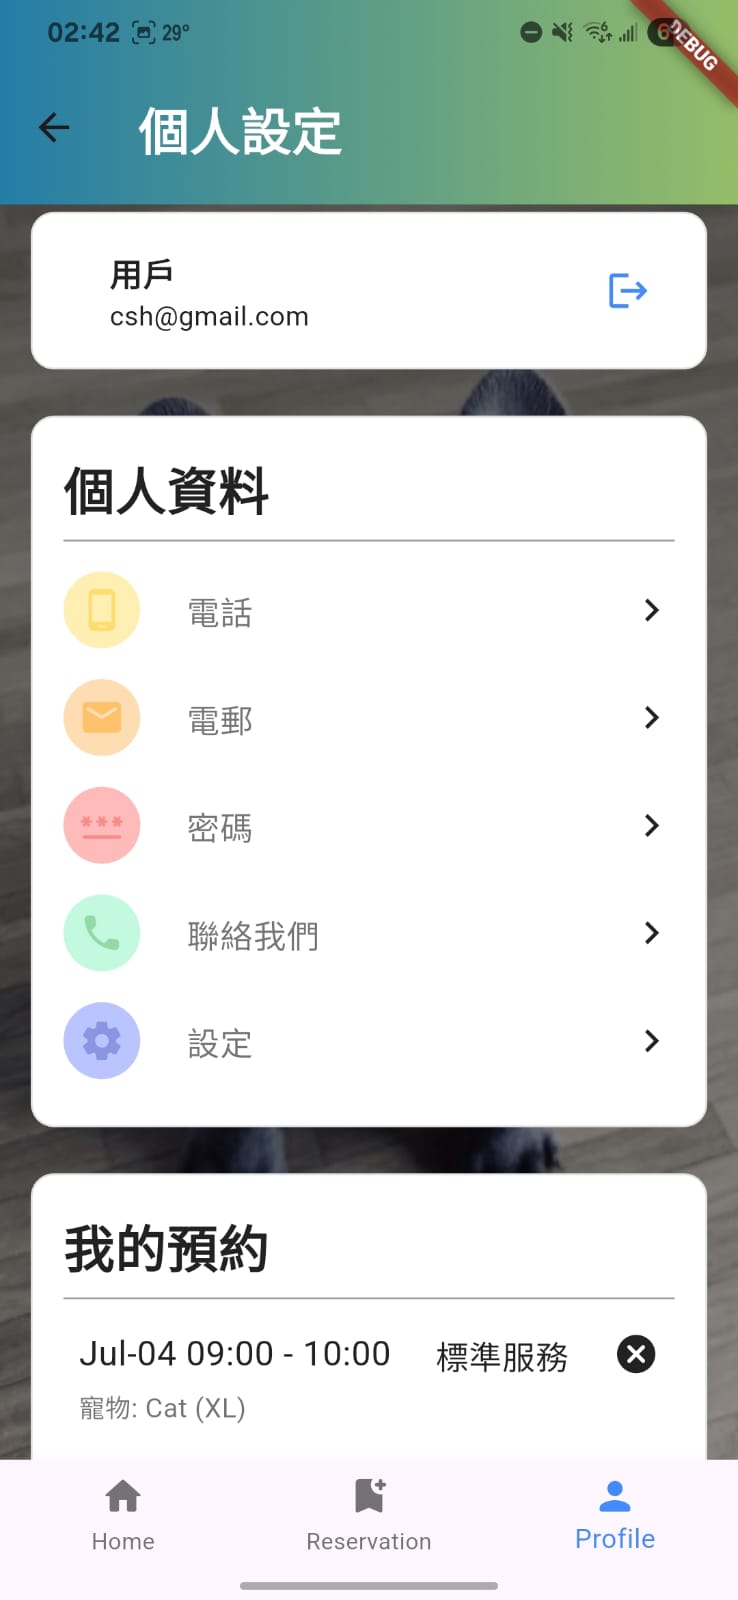 02:42 29°
6
DEBUG
個人設定
用戶
csh@gmail.com
個人資料
電話
電郵
密碼
聯絡我們
設定
我的預約
Jul-04 09:00 - 10:00 標準服務
寵物: Cat (XL)
Home Reservation Profile